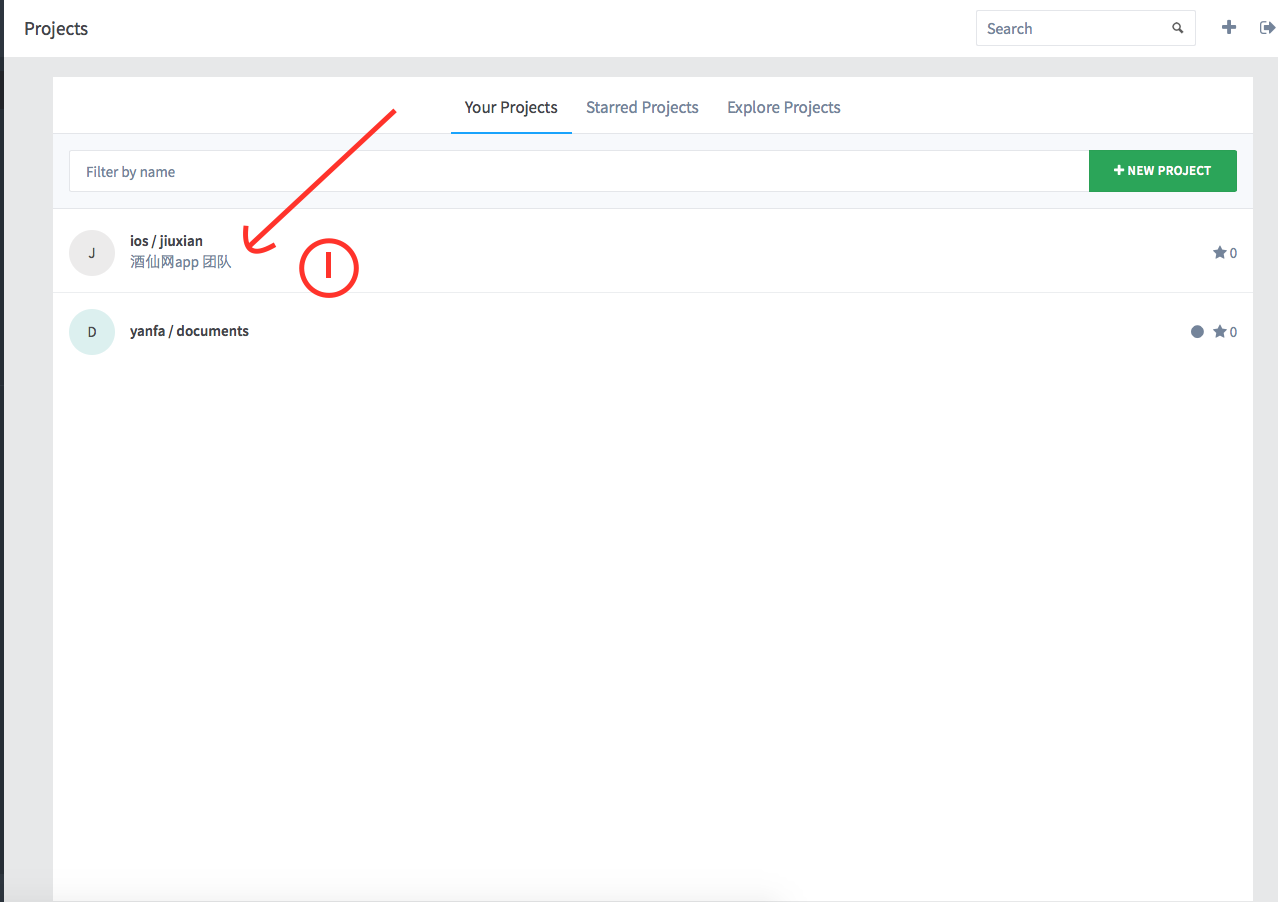 Projects
Search
Your Projects
Starred Projects
Explore Projects
Filter by name
NEW PROJECT
J
ios / jiuxian
酒仙网app 团队
0
1
D
yanfa / documents
0